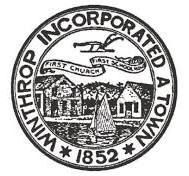 WINTHROP INCORPORATED A TOWN
★ 1852 ★
FIRST CHURCH
FIRST SCHOOL